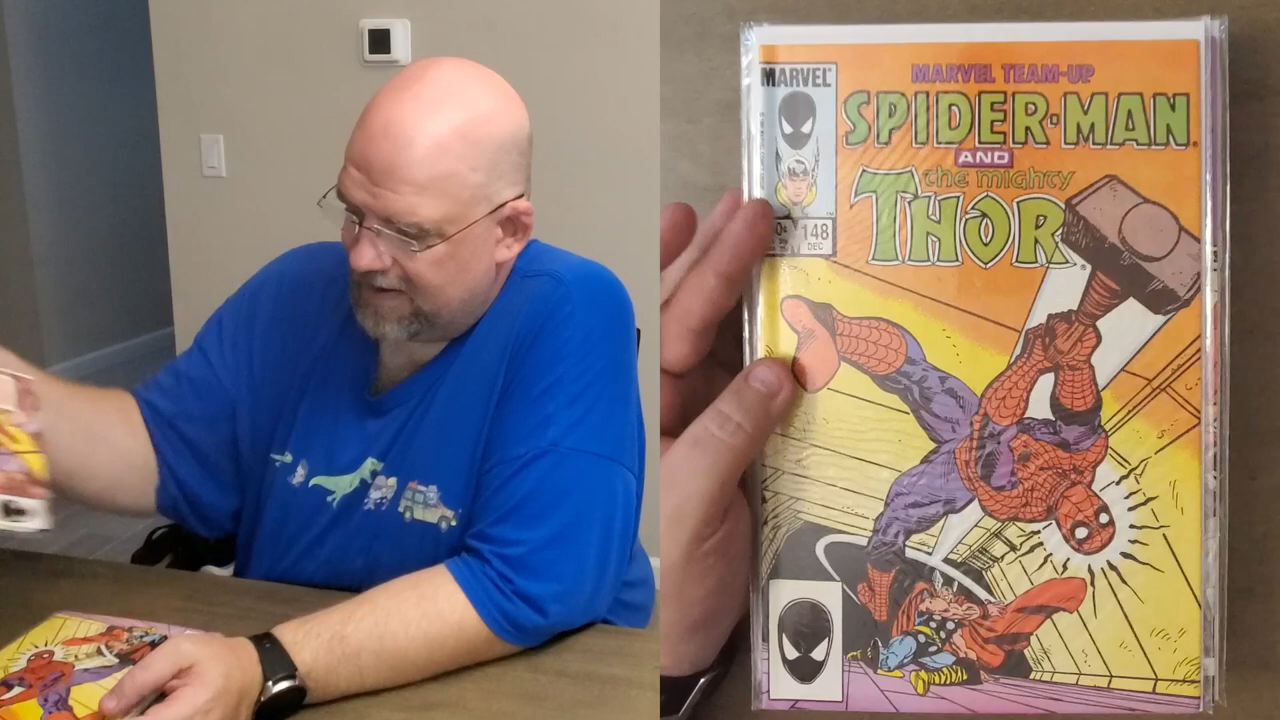 MARVEL
MARVEL TEAM-UP
SPIDER-MAN
AND
the mighty
THOR
148
DEC